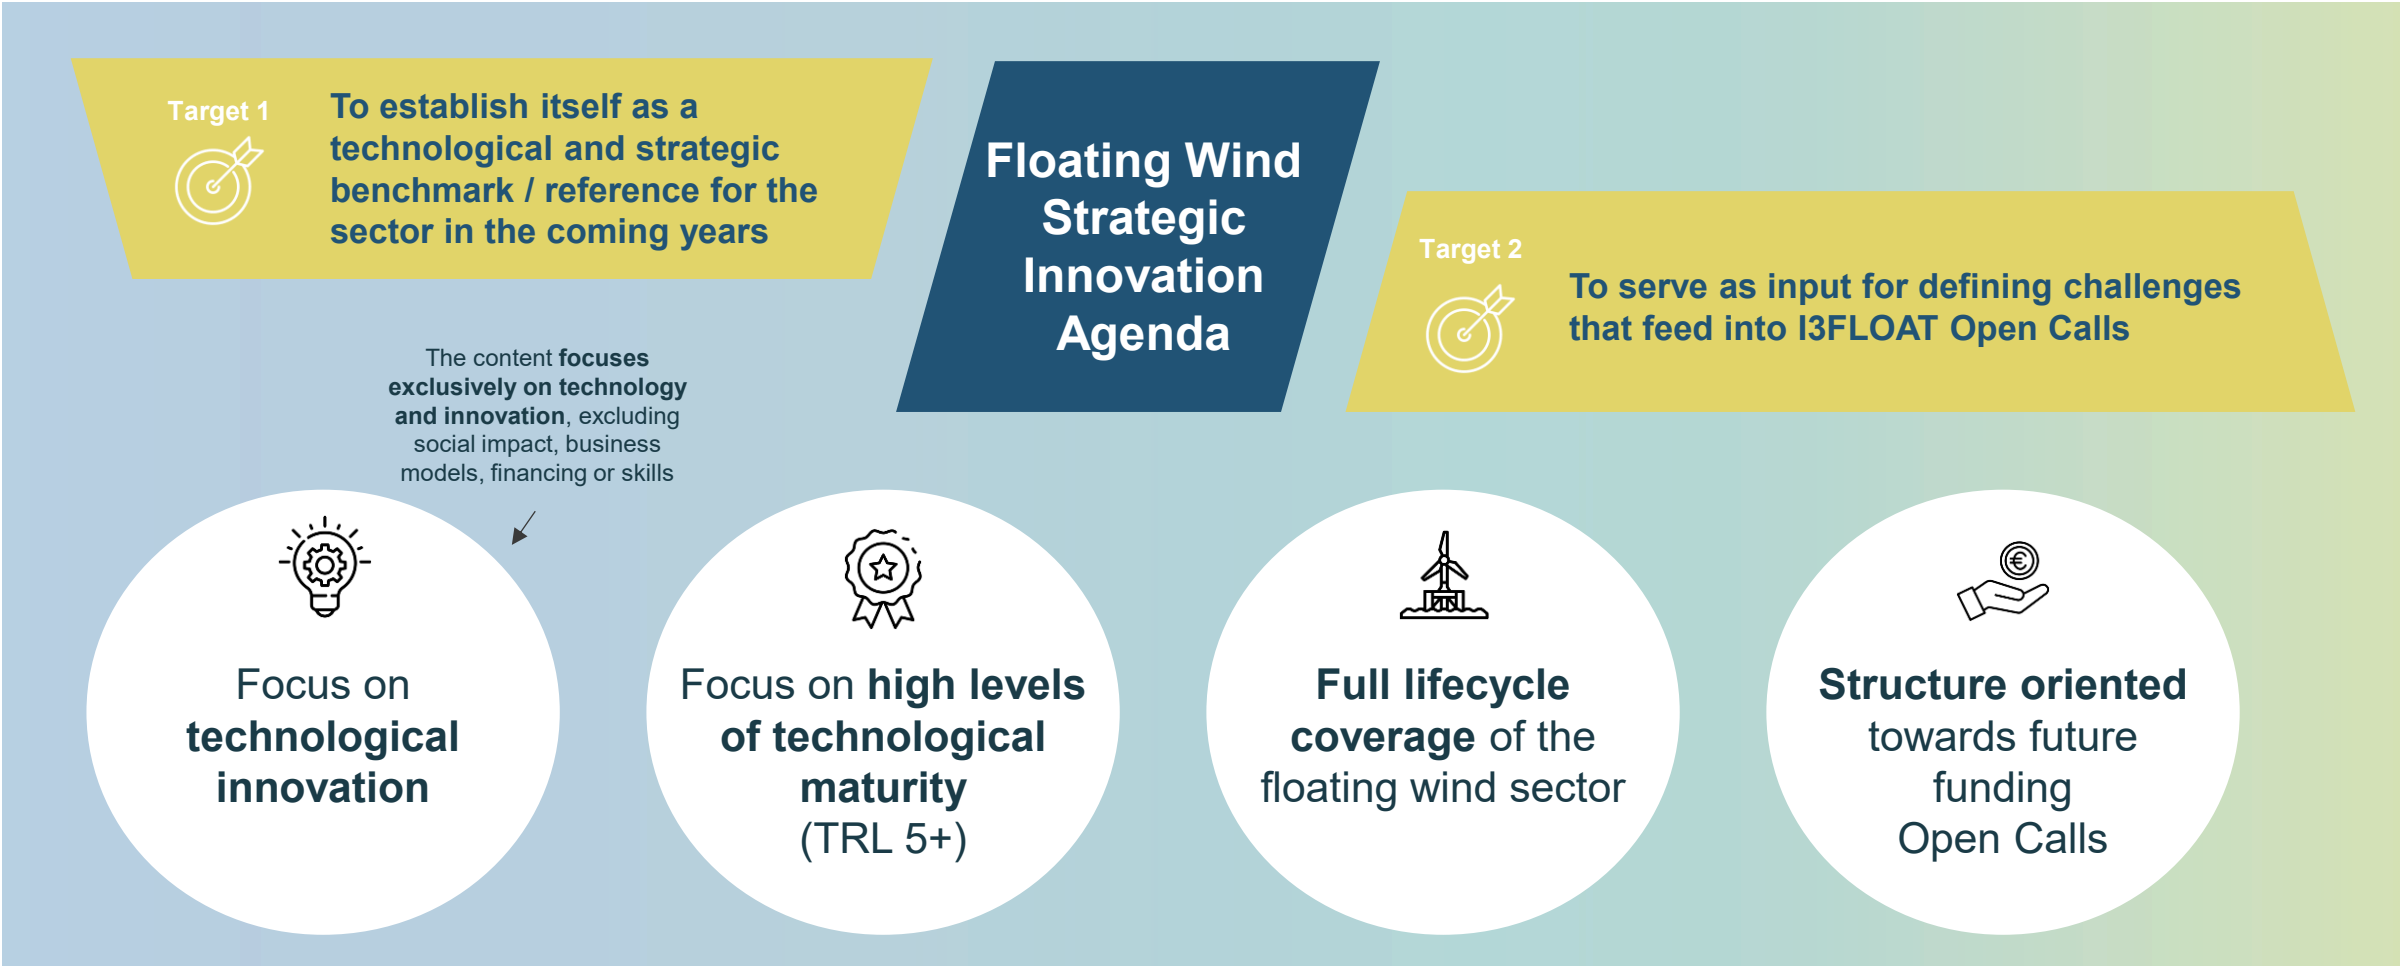 Target 1
To establish itself as a
technological and strategic
benchmark / reference for the
sector in the coming years
Floating Wind
Strategic
Innovation
Agenda
Target 2
To serve as input for defining challenges
that feed into I3FLOAT Open Calls
The content focuses
exclusively on technology
and innovation, excluding
social impact, business
models, financing or skills
Focus on
technological
innovation
Focus on high levels
of technological
maturity
(TRL 5+)
Full lifecycle
coverage of the
floating wind sector
€
Structure oriented
towards future
funding
Open Calls